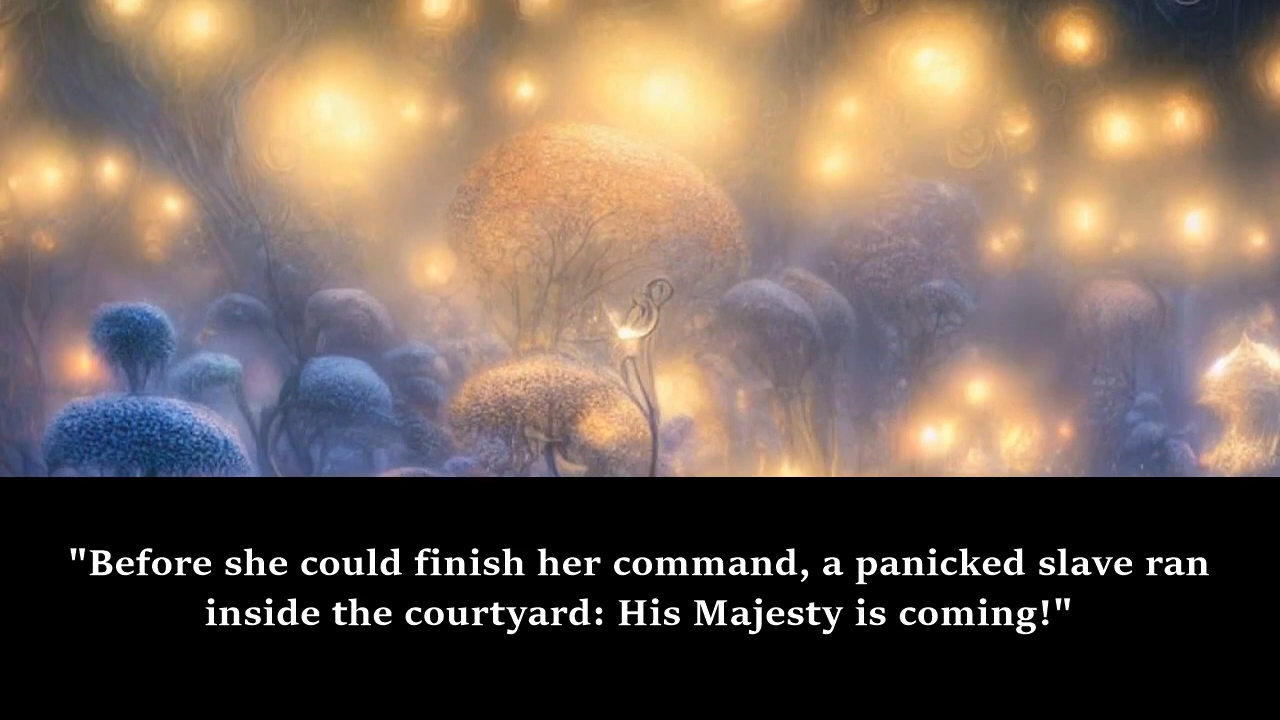 "Before she could finish her command, a panicked slave ran
inside the courtyard: His Majesty is coming!"